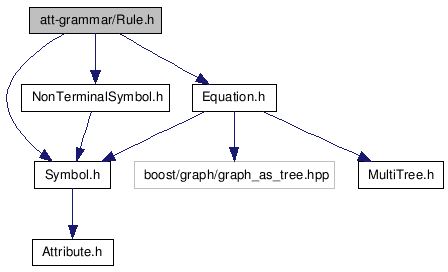 att-grammar/Rule.h
NonTerminalSymbol.h
Equation.h
Symbol.h
boost/graph/graph_as_tree.hpp
MultiTree.h
Attribute.h